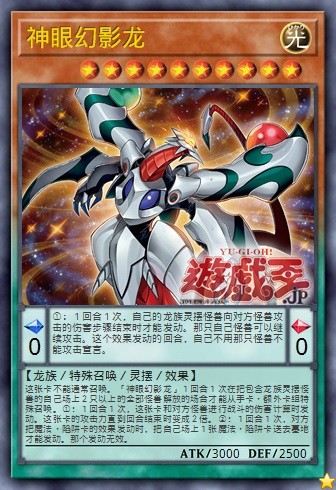 神眼幻影龙
光
YU-GI-OH!
遊戯王
.JP
①：1回合1次，自己的龙族灵摆怪兽向对方怪兽攻
击的伤害步骤结束时才能发动。那只自己怪兽可以继
续攻击。这个效果发动的回合，自己不用那只怪兽不
能攻击宣言。
0
0
【龙族／特殊召唤／灵摆／效果】
这张卡不能通常召唤。「神眼幻影龙」1回合1次在把包含龙族灵摆怪
兽的自己场上2只以上的全部怪兽解放的场合才能从手卡·额外卡组特
殊召唤。①：1回合1次，这张卡和对方怪兽进行战斗的伤害计算时发
动。这张卡的攻击力直到回合结束时变成2倍。②：1回合1次，对方
把魔法·陷阱卡的效果发动时，把自己场上1张魔法·陷阱卡送去墓地
才能发动。那个发动无效。
ATK/3000 DEF/2500